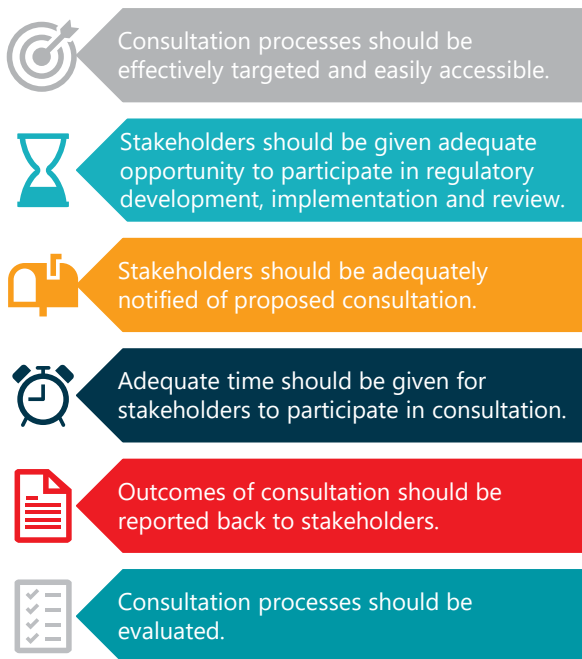 Consultation processes should be
effectively targeted and easily accessible.
Stakeholders should be given adequate
opportunity to participate in regulatory
development, implementation and review.
Stakeholders should be adequately
notified of proposed consultation.
Adequate time should be given for
stakeholders to participate in consultation.
Outcomes of consultation should be
reported back to stakeholders.
Consultation processes should be
evaluated.